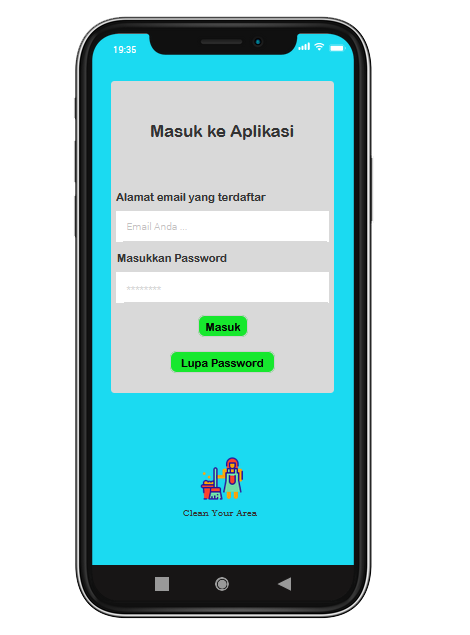 19:35
Masuk ke Aplikasi
Alamat email yang terdaftar
Email Anda ...
Masukkan Password
********
Masuk
Lupa Password
Clean Your Area